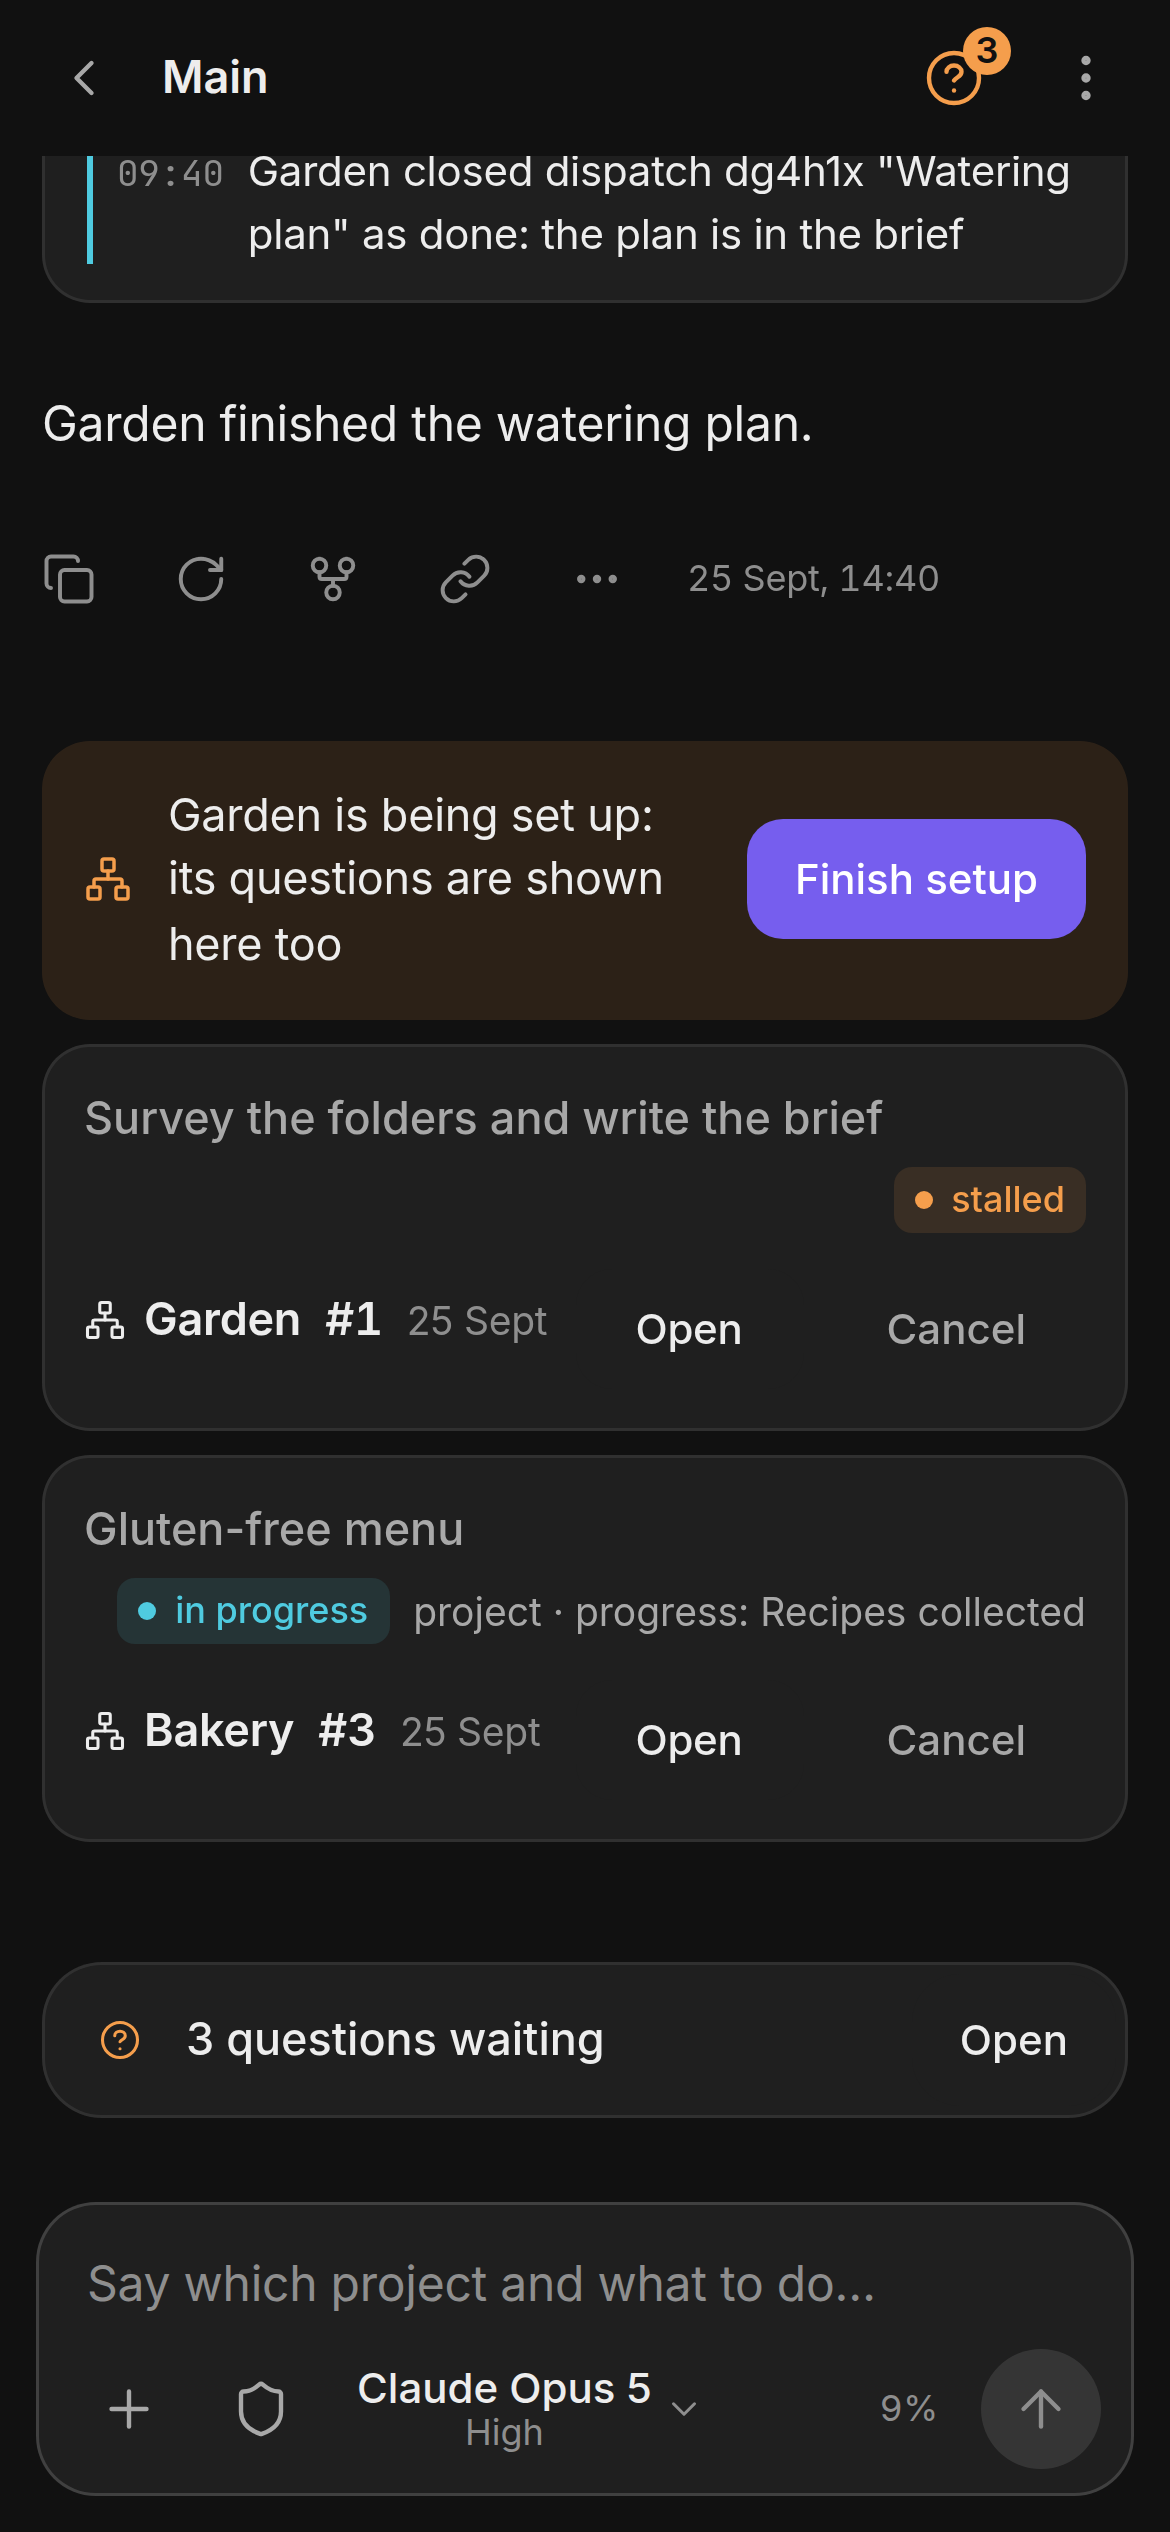 Main
3
09:40 Garden closed dispatch dg4h1x "Watering
plan" as done: the plan is in the brief
Garden finished the watering plan.
25 Sept, 14:40
Garden is being set up:
its questions are shown
here too
Finish setup
Survey the folders and write the brief
stalled
Garden #1 25 Sept Open Cancel
Gluten-free menu
in progress project · progress: Recipes collected
Bakery #3 25 Sept Open Cancel
3 questions waiting Open
Say which project and what to do...
Claude Opus 5
High
9%